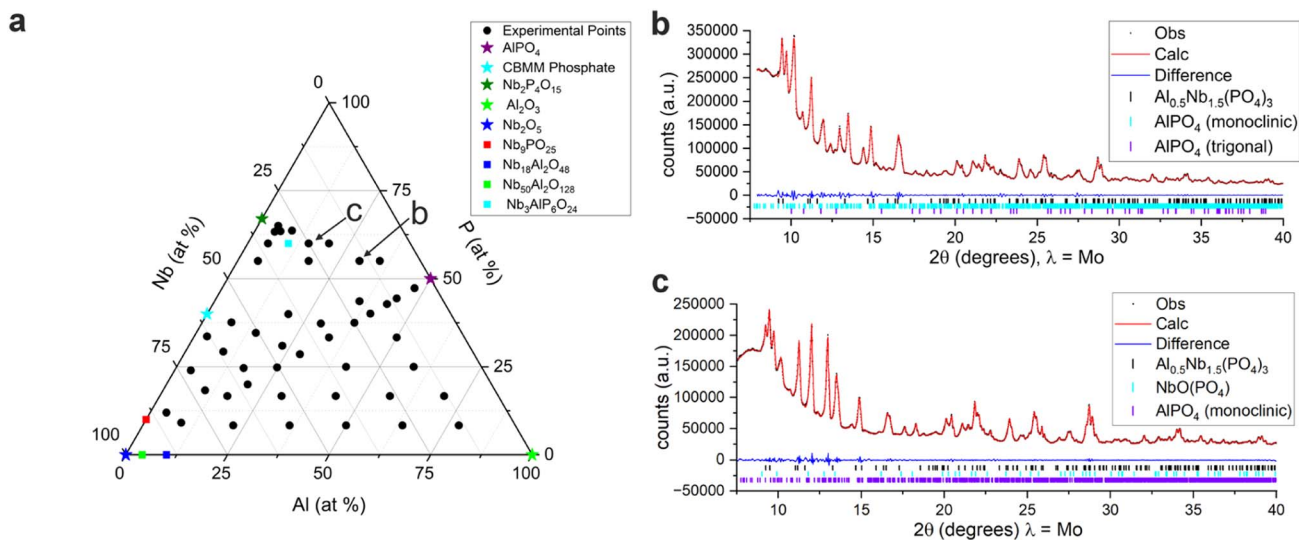 a
Experimental Points
AlPO4
CBMM Phosphate
Nb2P4O15
Al2O3
Nb2O5
Nb9PO25
Nb18Al2O48
Nb50Al2O128
Nb3AlP6O24
0
100
25
75
c
b
Nb (at %)
P (at %)
50
50
75
25
100
0
0
25
50
75
100
Al (at %)
b
350000
300000
250000
200000
150000
100000
50000
0
-50000
counts (a.u.)
Obs
Calc
Difference
Al0.5Nb1.5(PO4)3
AlPO4 (monoclinic)
AlPO4 (trigonal)
10
15
20
25
30
35
40
2θ (degrees), λ = Mo
c
250000
200000
150000
100000
50000
0
-50000
counts (a.u.)
Obs
Calc
Difference
Al0.5Nb1.5(PO4)3
NbO(PO4)
AlPO4 (monoclinic)
10
15
20
25
30
35
40
2θ (degrees) λ = Mo